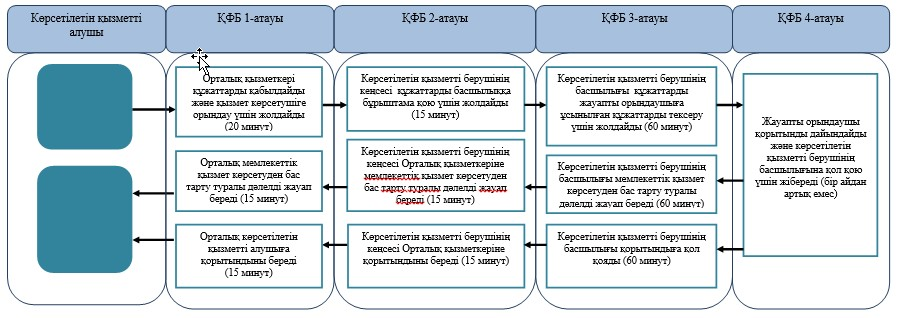 Көрсетілетін қызметті
алушы
ҚФБ 1-атауы
ҚФБ 2-атауы
ҚФБ 3-атауы
ҚФБ 4-атауы
Орталық қызметкері
құжаттарды қабылдайды
және қызмет көрсетушіге
орындау үшін жолдайды
(20 минут)
Көрсетілетін қызметті берушінің
кеңсесі құжаттарды басшылыққа
бұрыштама қою үшін жолдайды
(15 минут)
Көрсетілетін қызметті берушінің
басшылығы құжаттарды
жауапты орындаушыға
ұсынылған құжаттарды тексеру
үшін жолдайды (60 минут)
Жауапты орындаушы
қорытынды дайындайды
және көрсетілетін
қызметті берушінің
басшылығына қол қою
үшін жібереді (бір айдан
артық емес)
Орталық мемлекеттік
қызмет көрсетуден бас
тарту туралы дәлелді жауап
береді (15 минут)
Көрсетілетін қызметті берушінің
кеңсесі Орталық қызметкеріне
мемлекеттік қызмет көрсетуден
бас тарту туралы дәлелді жауап
береді (15 минут)
Көрсетілетін қызметті берушінің
басшылығы мемлекеттік қызмет
көрсетуден бас тарту туралы
дәлелді жауап береді (60 минут)
Орталық көрсетілетін
қызметті алушыға
қорытындыны береді
(15 минут)
Көрсетілетін қызметті берушінің
кеңсесі Орталық қызметкеріне
қорытындыны береді (15 минут)
Көрсетілетін қызметті берушінің
басшылығы қорытындыға қол
қояды (60 минут)